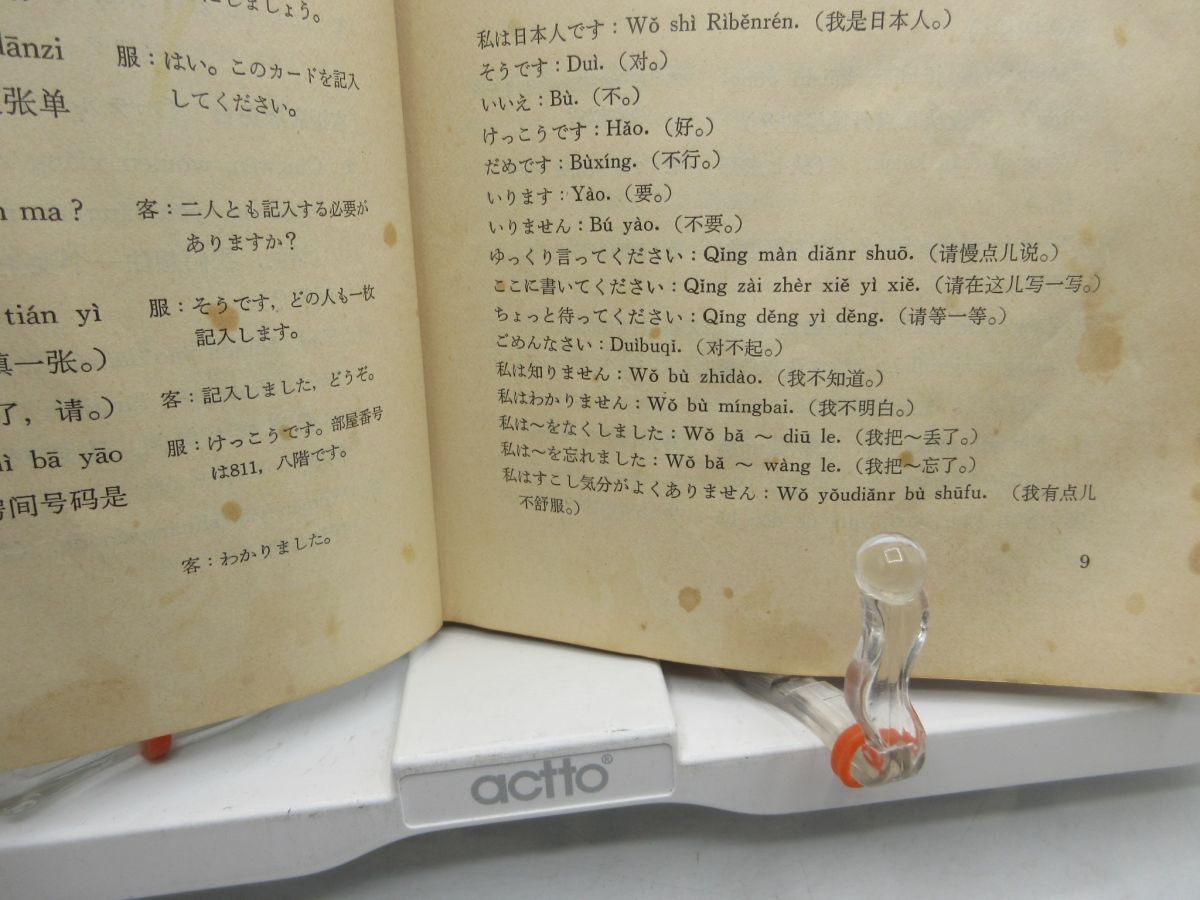 にしましょう。
dānzi
服：はい。このカードを記入
张单
してください。
ma？
客：二人とも記入する必要が
ありますか？
tián yì
服：そうです，どの人も一枚
填一张。）
記入します。
了，请。）
客：記入しました，どうぞ。
bā yāo
服：けっこうです。部屋番号
房间号码是
は811，八階です。
客：わかりました。
私は日本人です：Wǒ shì Rìběnrén.（我是日本人。）
そうです：Duì.（对。）
いいえ：Bù.（不。）
けっこうです：Hǎo.（好。）
だめです：Bùxíng.（不行。）
いります：Yào.（要。）
いりません：Bú yào.（不要。）
ゆっくり言ってください：Qǐng màn diǎnr shuō.（请慢点儿说。）
ここに書いてください：Qǐng zài zhèr xiě yì xiě.（请在这儿写一写。）
ちょっと待ってください：Qǐng děng yì děng.（请等一等。）
ごめんなさい：Duìbuqǐ.（对不起。）
私は知りません：Wǒ bù zhīdào.（我不知道。）
私はわかりません：Wǒ bù míngbai.（我不明白。）
私は～をなくしました：Wǒ bǎ ～ diū le.（我把～丢了。）
私は～を忘れました：Wǒ bǎ ～ wàng le.（我把～忘了。）
私はすこし気分がよくありません：Wǒ yǒudiǎnr bù shūfu.（我有点儿
不舒服。）
9
actto®